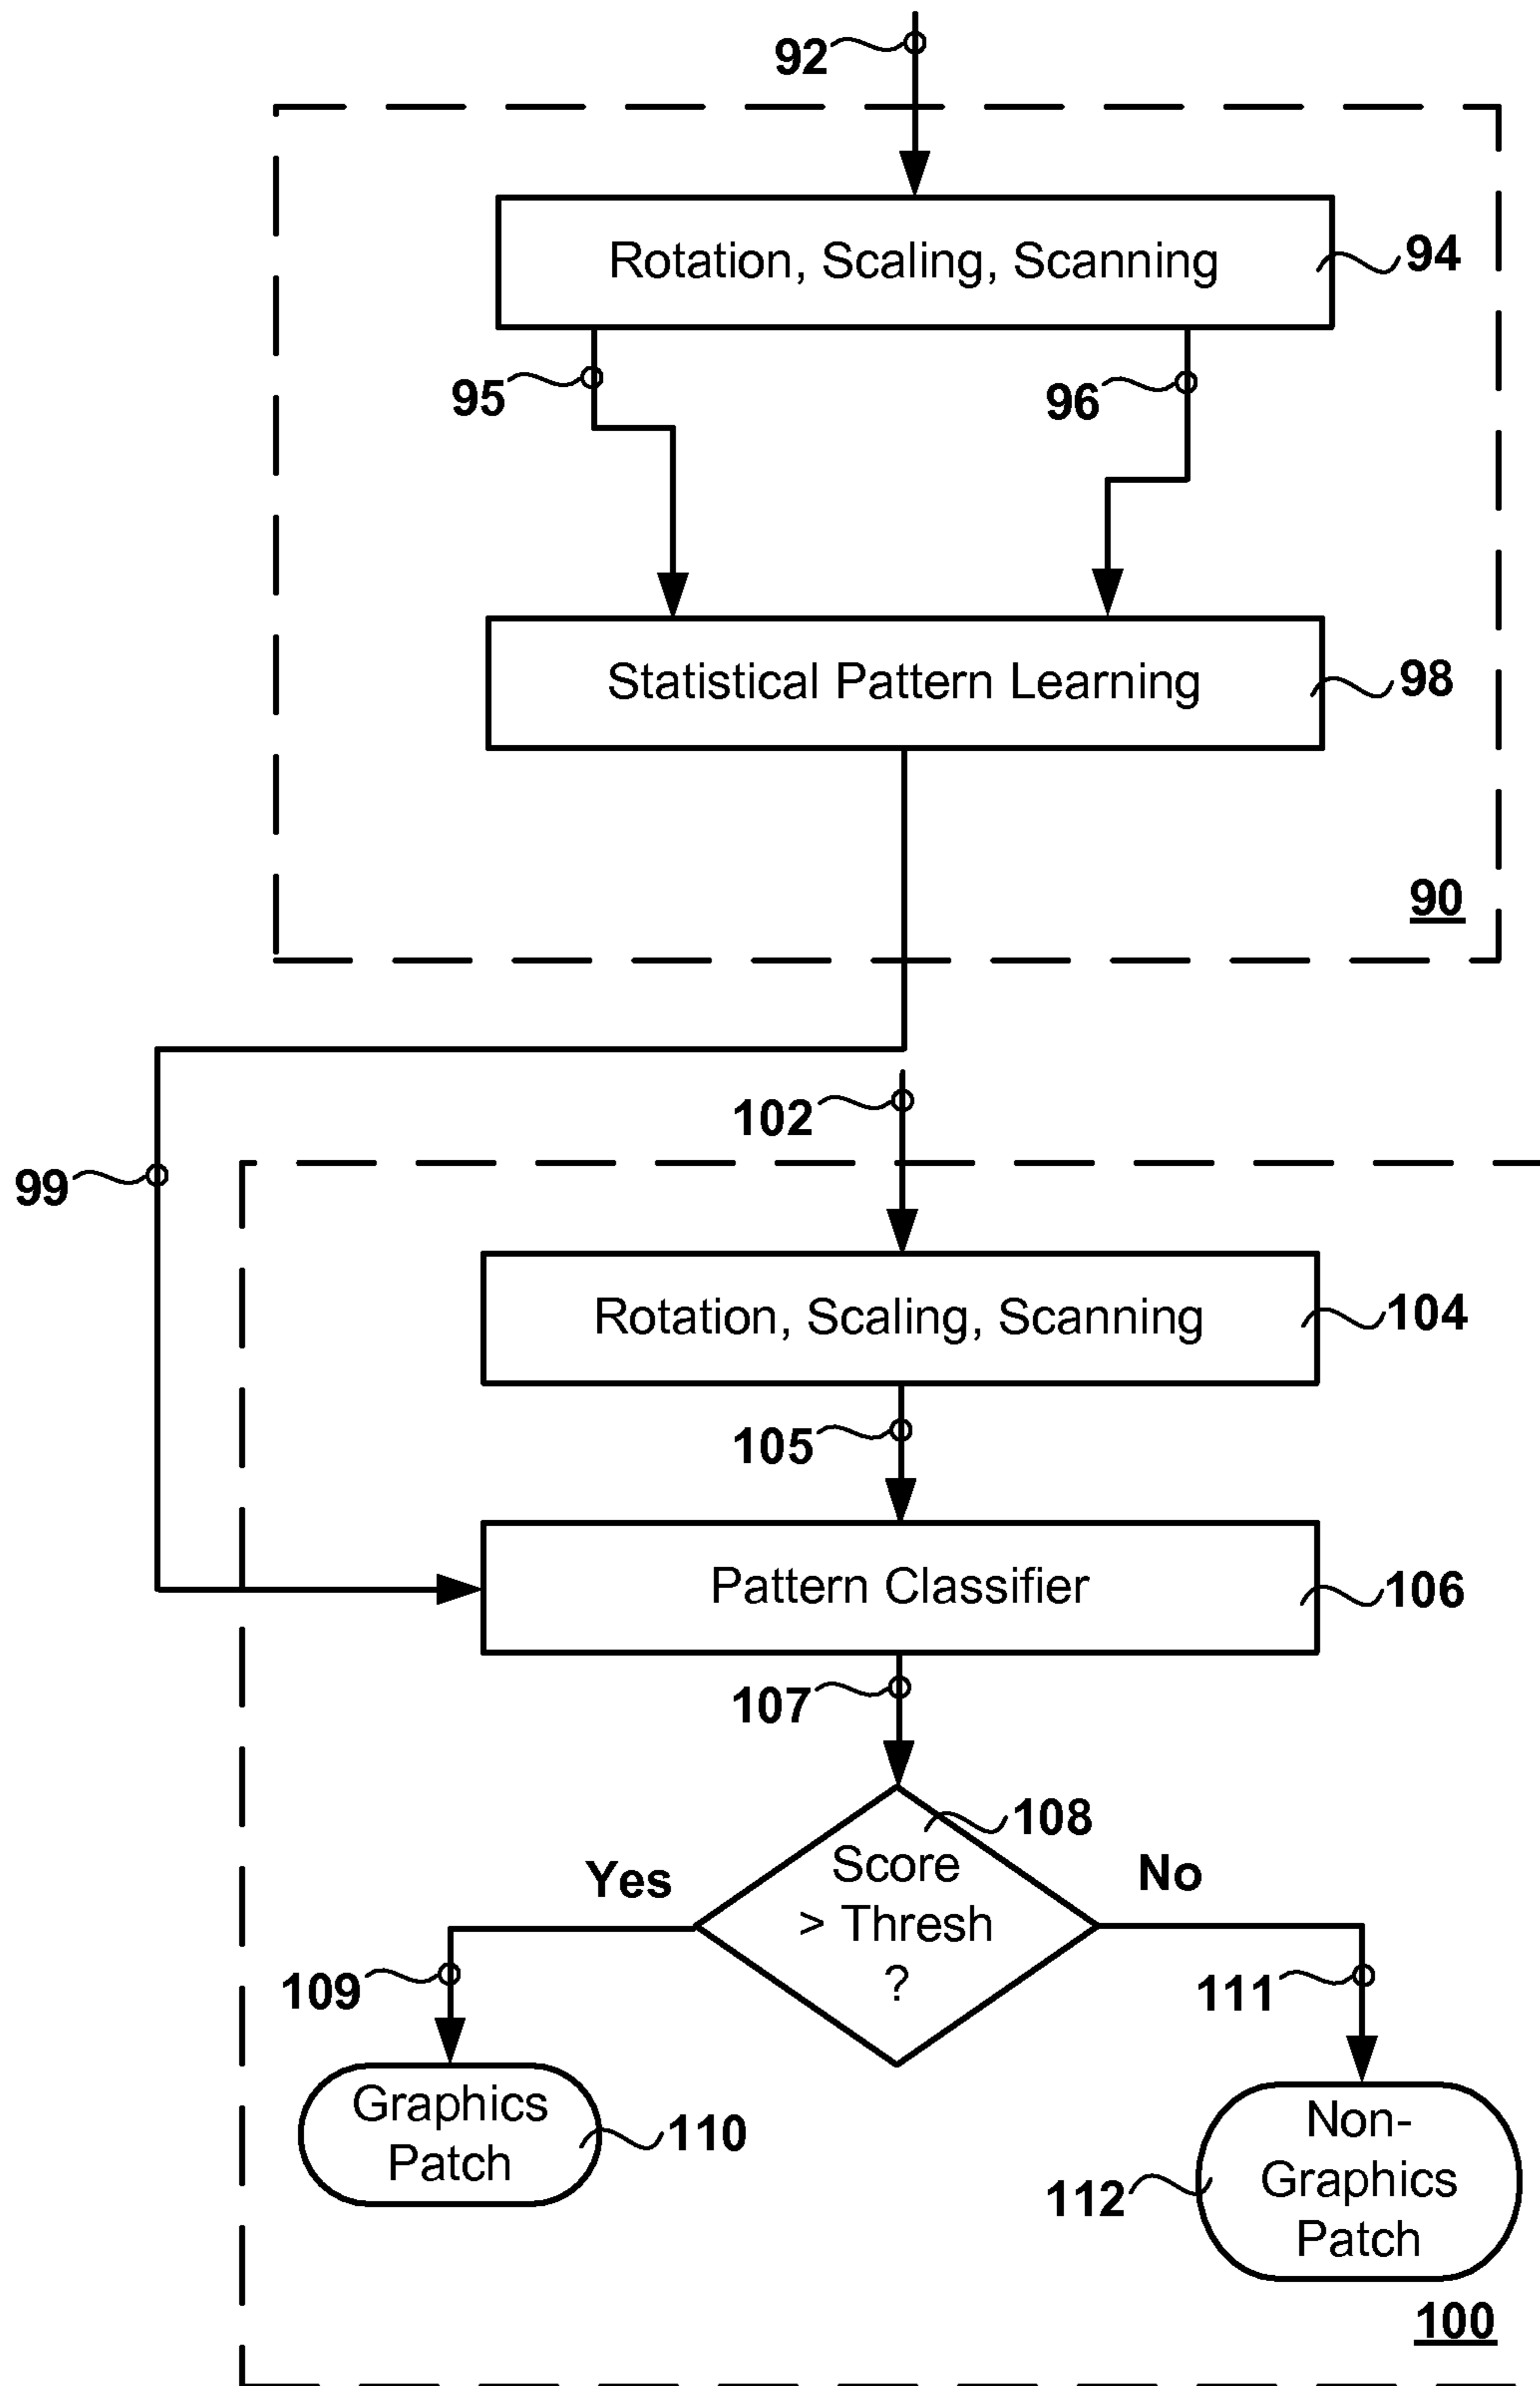 92
Rotation, Scaling, Scanning
94
95
96
Statistical Pattern Learning
98
90
102
99
Rotation, Scaling, Scanning
104
105
Pattern Classifier
106
107
108
Score
> Thresh
?
Yes
No
109
111
Graphics
Patch
110
Non-
Graphics
Patch
112
100